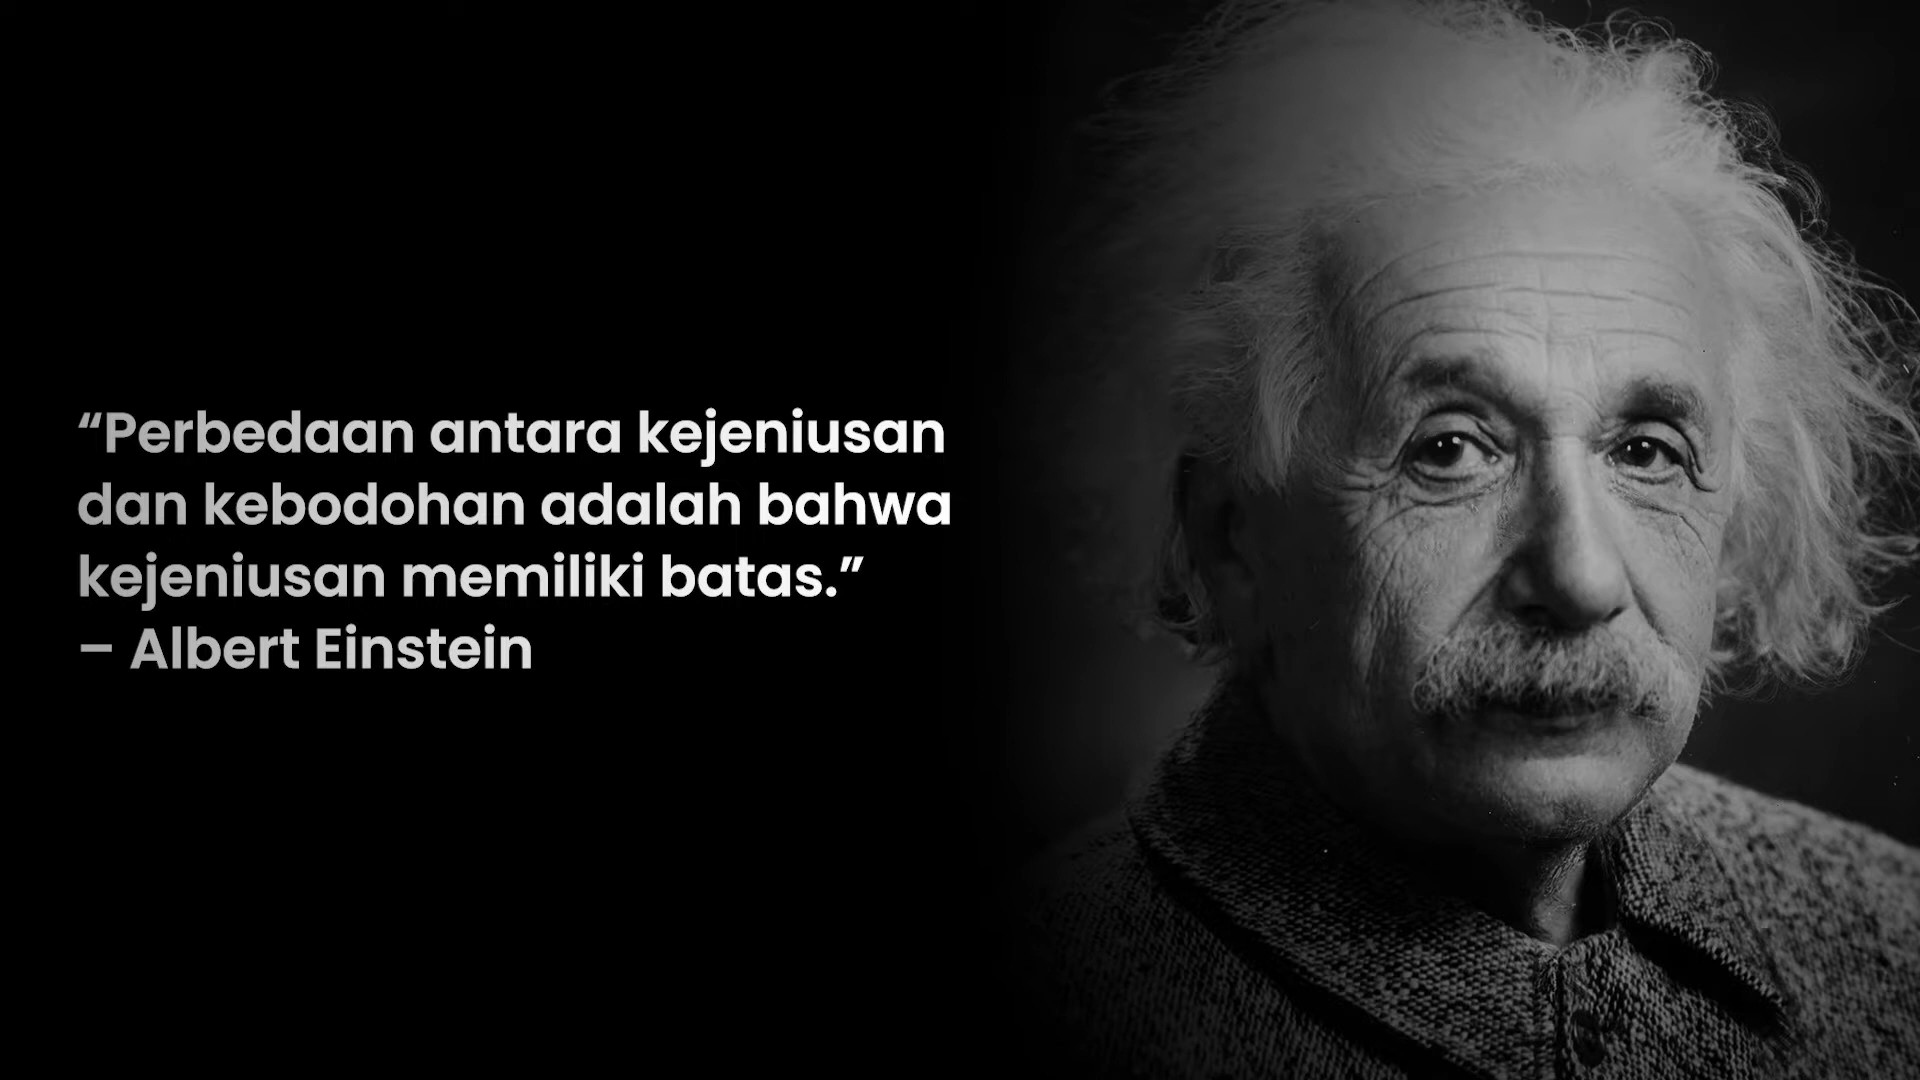 “Perbedaan antara kejeniusan
dan kebodohan adalah bahwa
kejeniusan memiliki batas.”
– Albert Einstein